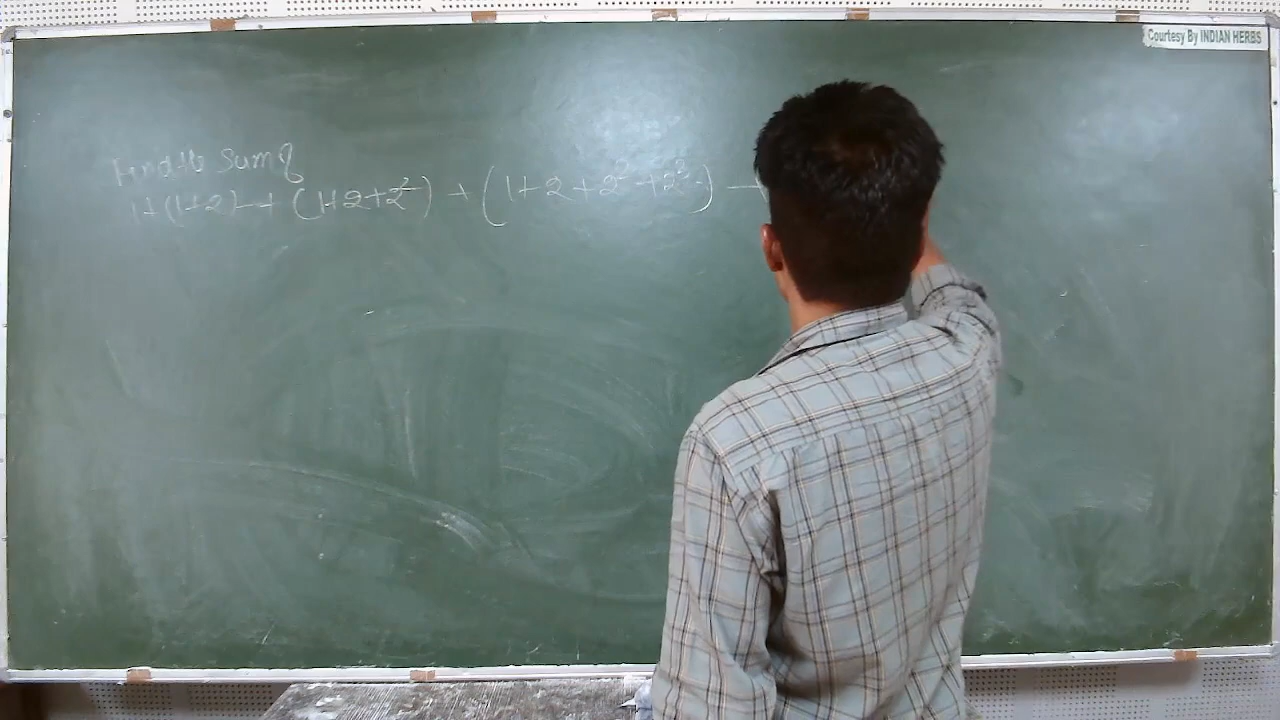 Courtesy By INDIAN HERBS
Find the Sum of
1+(1+2)+(1+2+2²)+(1+2+2²+2³)+